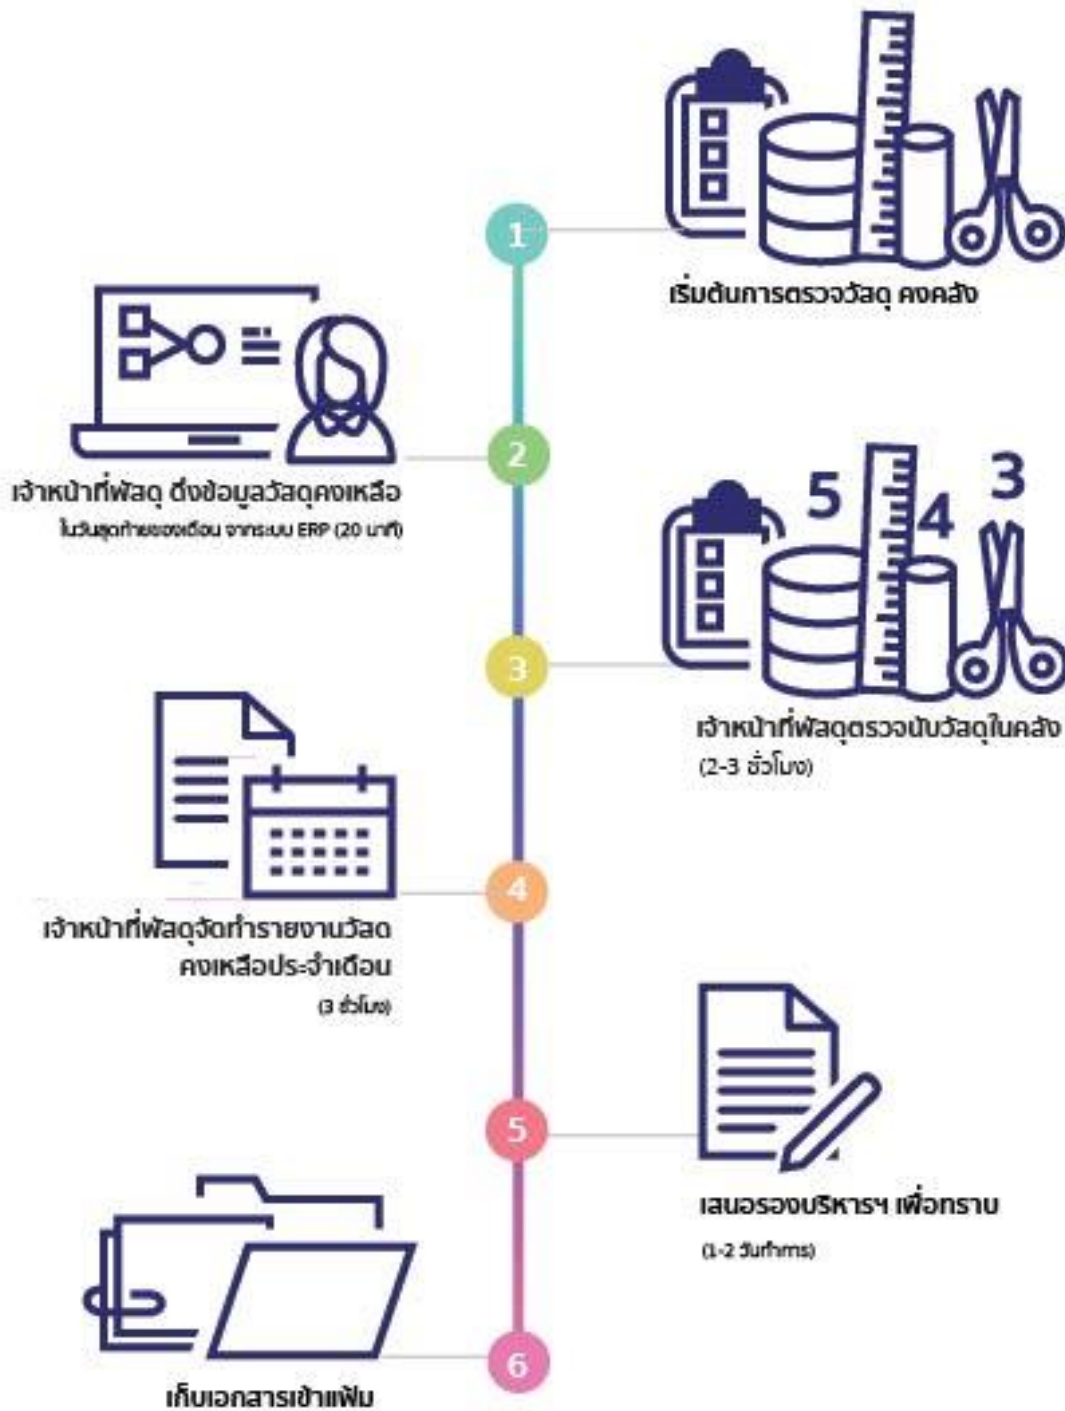 1
เริ่มต้นการตรวจวัสดุ คงคลัง
2
เจ้าหน้าที่พัสดุ ดึงข้อมูลวัสดุคงเหลือ
ในวันสุดท้ายของเดือน จากระบบ ERP (20 นาที)
5 4 3
3
เจ้าหน้าที่พัสดุตรวจนับวัสดุในคลัง
(2-3 ชั่วโมง)
4
เจ้าหน้าที่พัสดุจัดทำรายงานวัสด
คงเหลือประจำเดือน
(3 ชั่วโมง)
5
เสนอรองบริหารฯ เพื่อทราบ
(1-2 วันทำการ)
6
เก็บเอกสารเข้าแฟ้ม